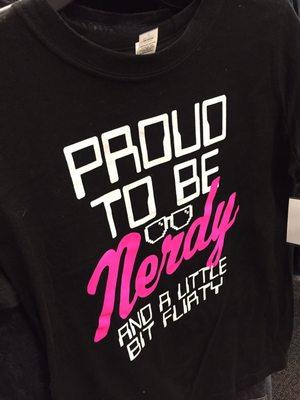 PROUD
TO BE
Nerdy
AND A LITTLE
BIT FLIRTY